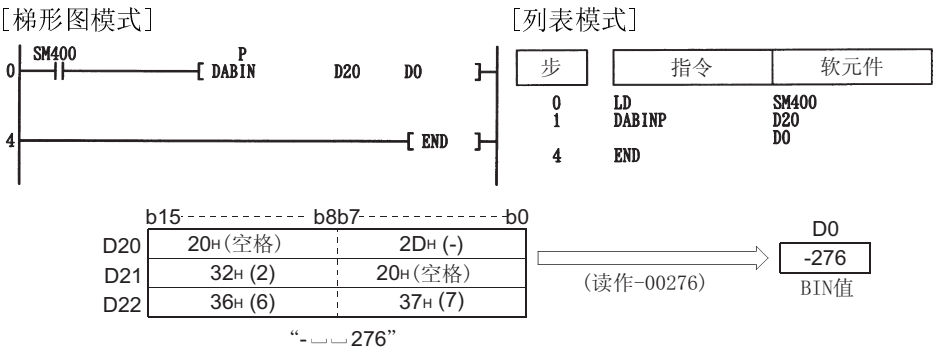 [梯形图模式]
[列表模式]
SM400
P
0
DABIN D20 D0
4
END
步 指令 软元件
0 LD SM400
1 DABINP D20
D0
4 END
b15 b8b7 b0
D20 20H(空格) 2DH (-)
D21 32H (2) 20H(空格)
D22 36H (6) 37H (7)
“-⌴⌴276”
(读作-00276)
D0
-276
BIN值